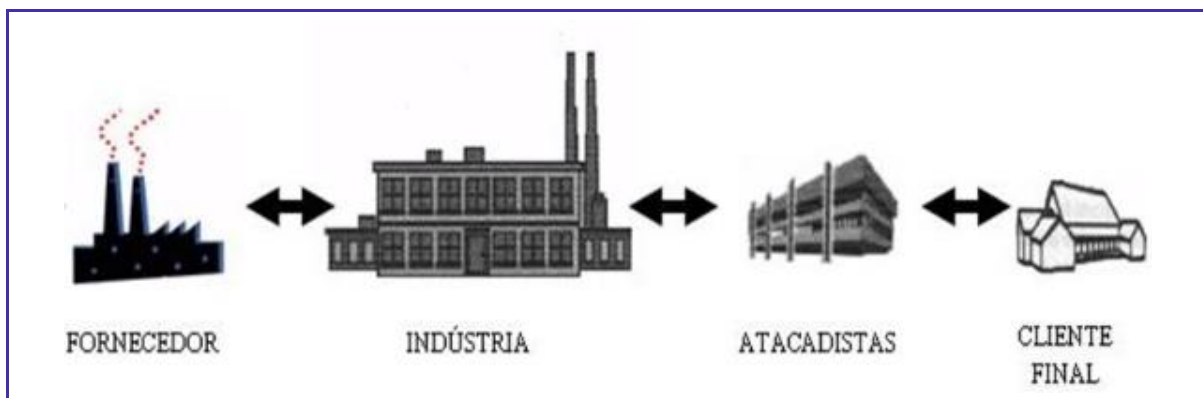 FORNECEDOR
INDÚSTRIA
ATACADISTAS
CLIENTE
FINAL